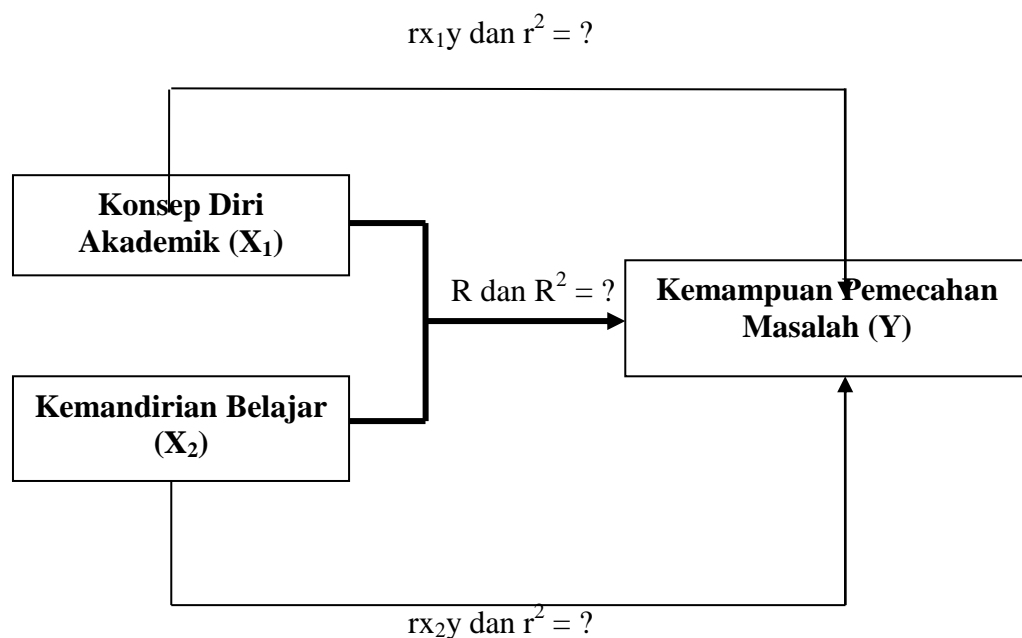 rx₁y dan r² = ?
Konsep Diri
Akademik (X₁)
R dan R² = ?
Kemampuan Pemecahan
Masalah (Y)
Kemandirian Belajar
(X₂)
rx₂y dan r² = ?